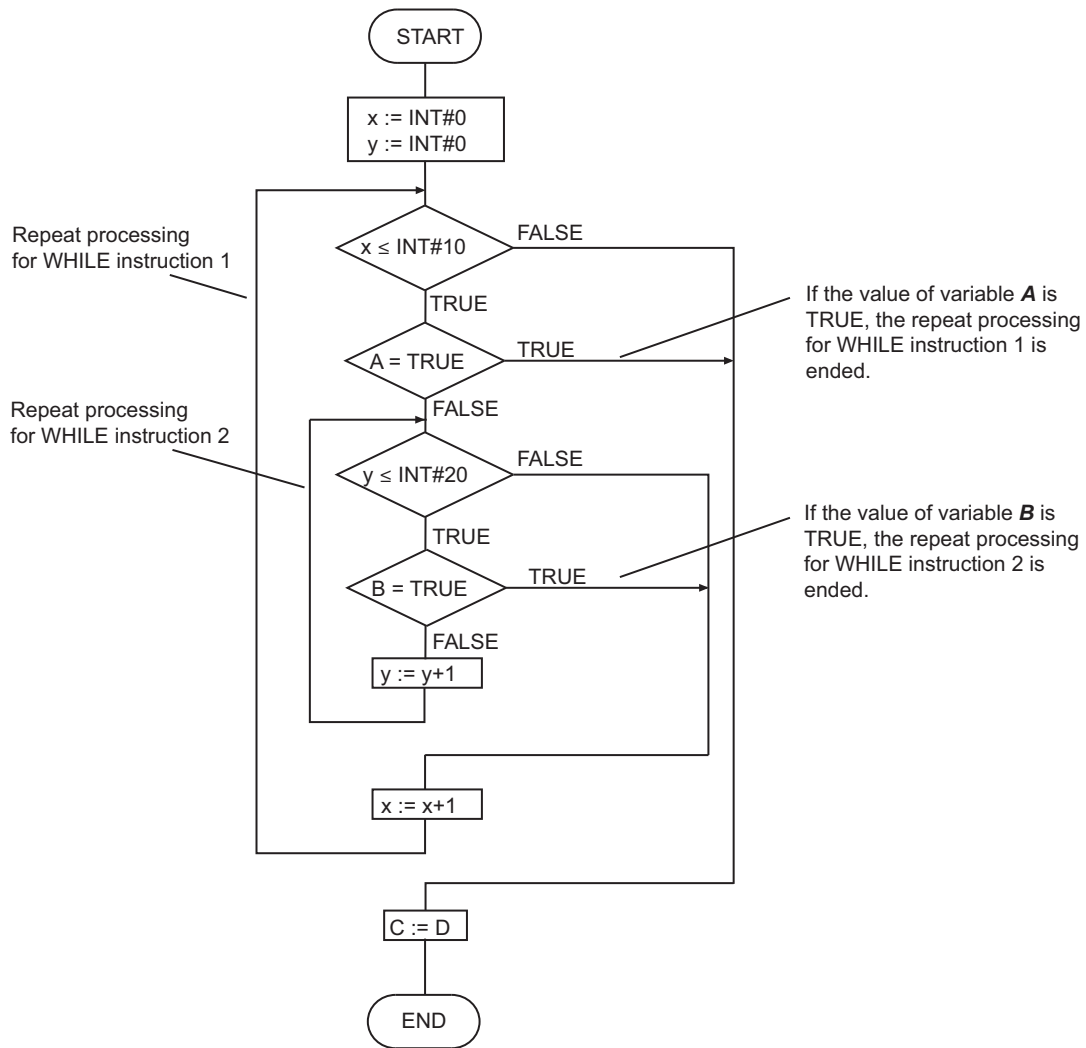 START
x := INT#0
y := INT#0
Repeat processing
for WHILE instruction 1
x ≤ INT#10
FALSE
TRUE
If the value of variable A is
TRUE, the repeat processing
for WHILE instruction 1 is
ended.
A = TRUE
TRUE
FALSE
Repeat processing
for WHILE instruction 2
y ≤ INT#20
FALSE
TRUE
If the value of variable B is
TRUE, the repeat processing
for WHILE instruction 2 is
ended.
B = TRUE
TRUE
FALSE
y := y+1
x := x+1
C := D
END